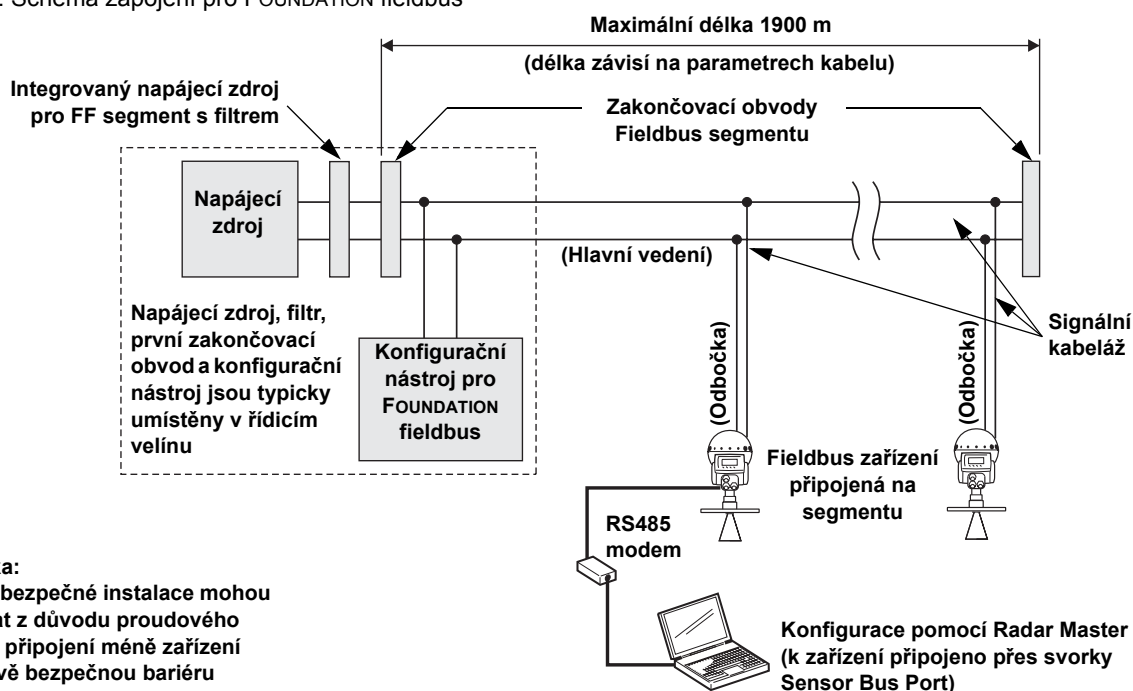 : Schéma zapojení pro FOUNDATION fieldbus
Maximální délka 1900 m
(délka závisí na parametrech kabelu)
Integrovaný napájecí zdroj
pro FF segment s filtrem
Zakončovací obvody
Fieldbus segmentu
Napájecí
zdroj
(Hlavní vedení)
Napájecí zdroj, filtr,
první zakončovací
obvod a konfigurační
nástroj jsou typicky
umístěny v řídicím
velínu
Konfigurační
nástroj pro
FOUNDATION
fieldbus
(Odbočka)
(Odbočka)
Signální
kabeláž
Fieldbus zařízení
připojená na
segmentu
RS485
modem
bezpečné instalace mohou
z důvodu proudového
připojení méně zařízení
bezpečnou bariéru
Konfigurace pomocí Radar Master
(k zařízení připojeno přes svorky
Sensor Bus Port)